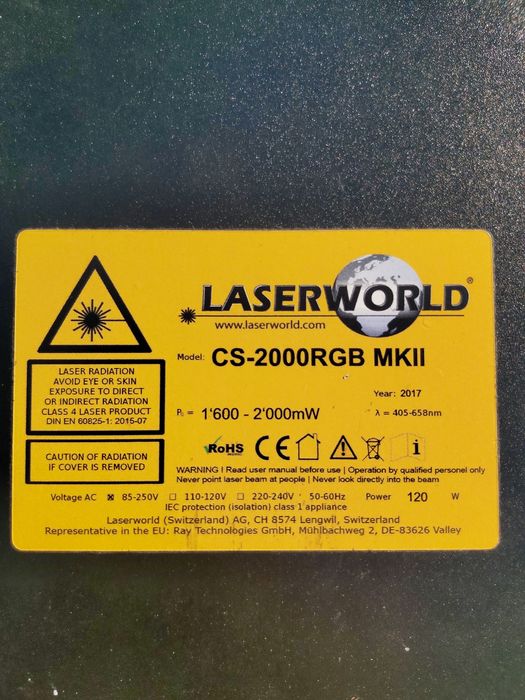 LASERWORLD®
www.laserworld.com
Model: CS-2000RGB MKII
Year: 2017
P₀ = 1'600 - 2'000mW λ = 405-658nm
LASER RADIATION
AVOID EYE OR SKIN
EXPOSURE TO DIRECT
OR INDIRECT RADIATION
CLASS 4 LASER PRODUCT
DIN EN 60825-1: 2015-07
CAUTION OF RADIATION
IF COVER IS REMOVED
RoHS CE i
WARNING ! Read user manual before use | Operation by qualified personel only
Never point laser beam at people | Never look directly into the beam
Voltage AC ☒ 85-250V ☐ 110-120V ☐ 220-240V 50-60Hz Power 120 W
IEC protection (isolation) class 1 appliance
Laserworld (Switzerland) AG, CH 8574 Lengwil, Switzerland
Representative in the EU: Ray Technologies GmbH, Mühlbachweg 2, DE-83626 Valley